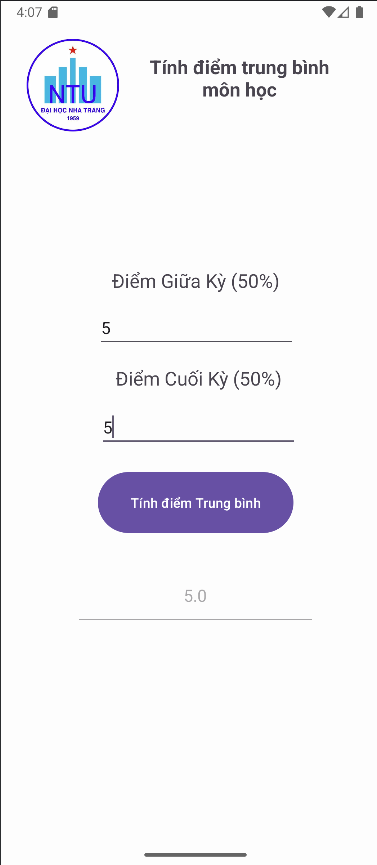 4:07
NTU
ĐẠI HỌC NHA TRANG
1959
Tính điểm trung bình
môn học
Điểm Giữa Kỳ (50%)
5
Điểm Cuối Kỳ (50%)
5
Tính điểm Trung bình
5.0